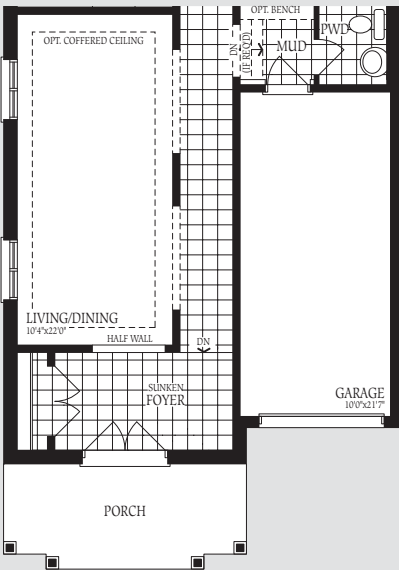 OPT. BENCH
PWD
DN
(IF REQ'D)
MUD
OPT. COFFERED CEILING
LIVING/DINING
10'4"x22'0"
HALF WALL
DN
SUNKEN
FOYER
GARAGE
10'0"x21'7"
PORCH